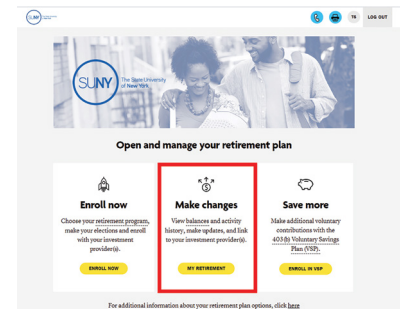 SUNY
TB
LOG OUT
SUNY
The State University
of New York
Open and manage your retirement plan
Enroll now
Choose your retirement program,
make your elections and enroll
with your investment
provider(s).
ENROLL NOW
Make changes
View balances and activity
history, make updates, and link
to your investment provider(s).
MY RETIREMENT
Save more
Make additional voluntary
contributions with the
403(b) Voluntary Savings
Plan (VSP).
ENROLL IN VSP
For additional information about your retirement plan options, click here